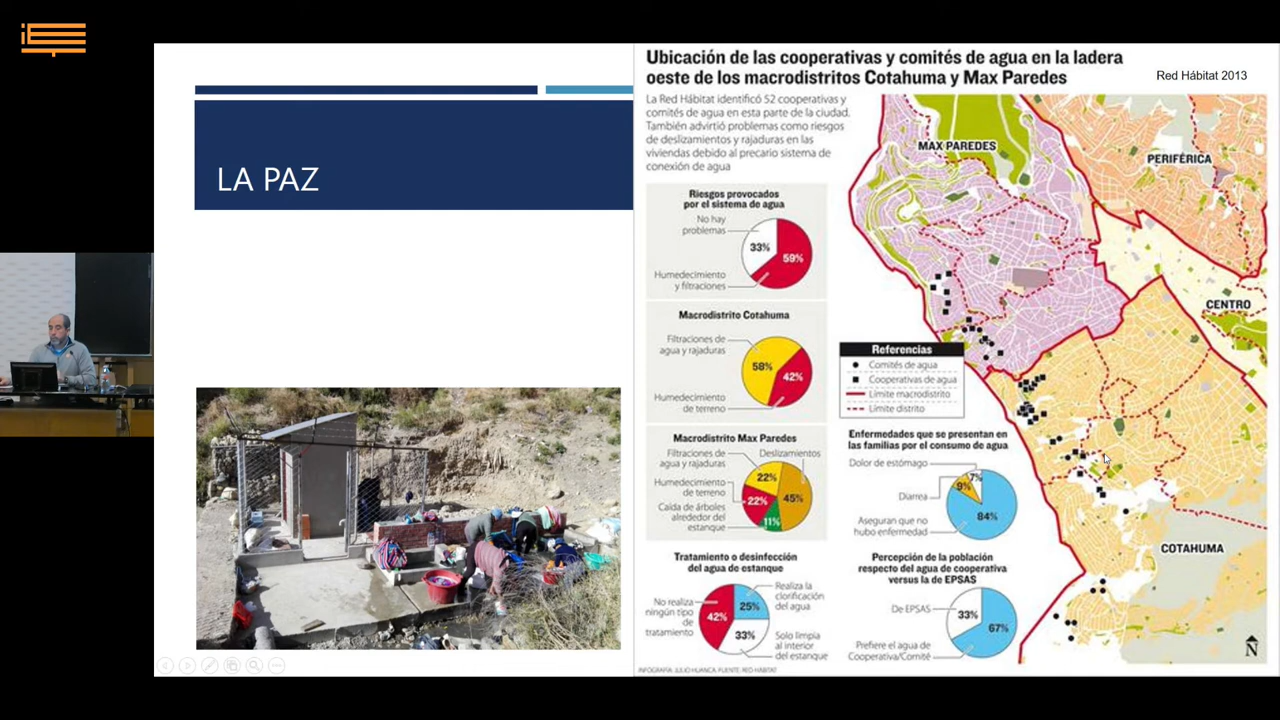 LA PAZ
Ubicación de las cooperativas y comités de agua en la ladera
oeste de los macrodistritos Cotahuma y Max Paredes
Red Hábitat 2013
La Red Hábitat identificó 52 cooperativas y
comités de agua en esta parte de la ciudad.
También advirtió problemas como riesgos
de deslizamientos y rajaduras en las
viviendas debido al precario sistema de
conexión de agua
Riesgos provocados
por el sistema de agua
No hay
problemas
33%
59%
Humedecimiento
y filtraciones
Macrodistrito Cotahuma
Filtraciones de
agua y rajaduras
58%
42%
Humedecimiento
de terreno
Macrodistrito Max Paredes
Filtraciones de
agua y rajaduras
Deslizamientos
22%
Humedecimiento
de terreno
22%
45%
Caída de árboles
alrededor del
estanque
11%
Tratamiento o desinfección
del agua de estanque
No realiza
ningún tipo
de
tratamiento
42%
25%
Realiza la
clorificación
del agua
33%
Solo limpia
al interior
del estanque
MAX PAREDES
PERIFÉRICA
CENTRO
COTAHUMA
Referencias
Comités de agua
Cooperativas de agua
Límite macrodistrito
Límite distrito
Enfermedades que se presentan en
las familias por el consumo de agua
Dolor de estómago
7%
Diarrea
9%
84%
Aseguran que no
hubo enfermedad
Percepción de la población
respecto del agua de cooperativa
versus la de EPSAS
De EPSAS
33%
67%
Prefiere el agua de
Cooperativa/Comité
N
INFOGRAFÍA: JULIO HUANCA. FUENTE: RED HÁBITAT